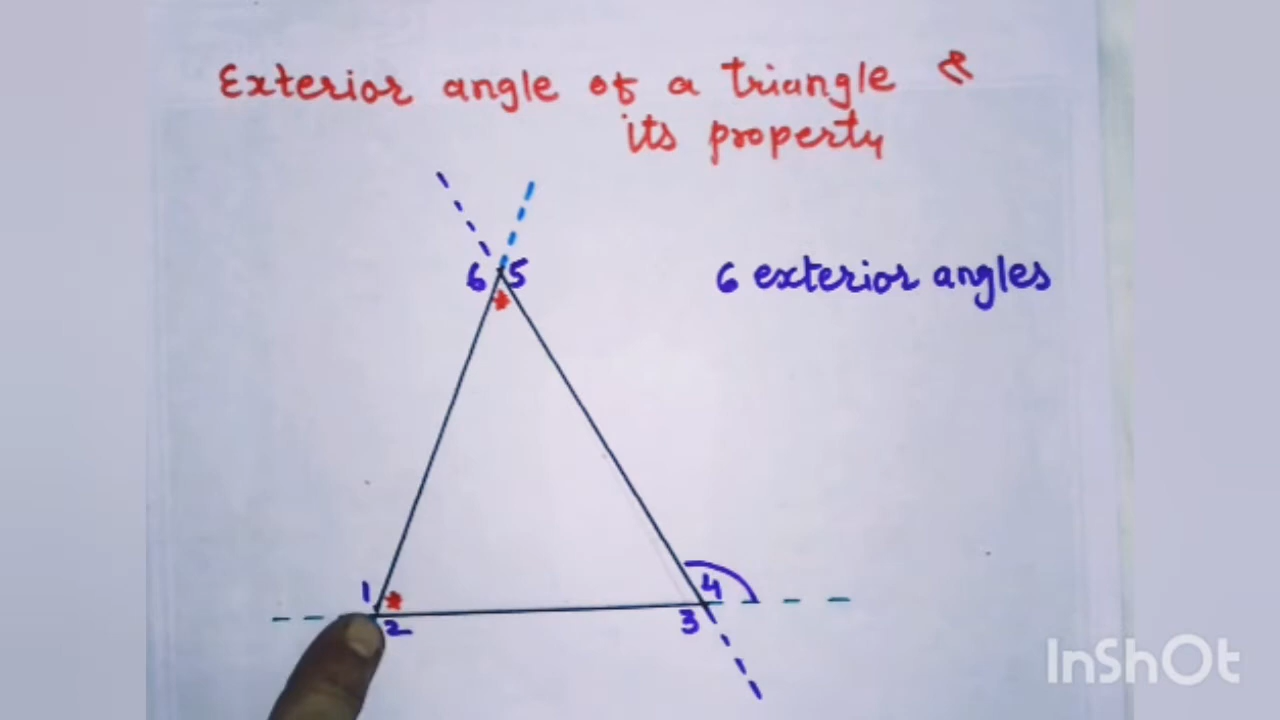 Exterior angle of a triangle &
its property
6 5
6 exterior angles
1
4
2
3
InShOt